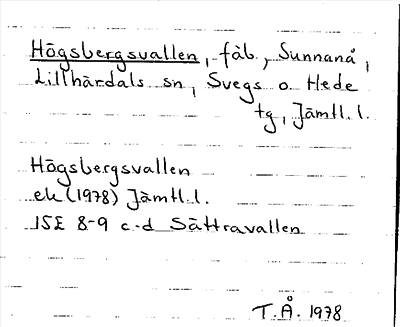 Högsbergsvallen, fäb., Sunnanå,
Lillhärdals sn, Svegs o. Hede
tg, Jämtl. l.
Högsbergsvallen
ek (1978) Jämtl. l.
15E 8-9 c-d Sättravallen
T.Å. 1978.